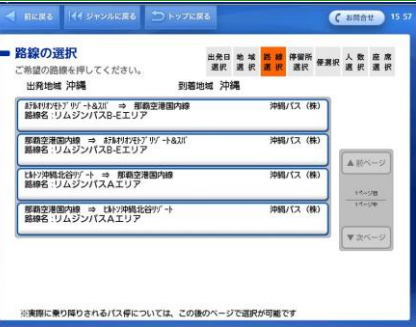 前に戻る ジャンルに戻る トップに戻る お問合せ 15:57
路線の選択
ご希望の路線を押してください。
出発日選択 地域選択 路線選択 停留所選択 便選択 人数選択 座席選択
出発地域 沖縄 到着地域 沖縄
ホテルオリオンモトブリゾート&スパ ⇒ 那覇空港国内線 沖縄バス（株）
路線名:リムジンバスB-Eエリア
那覇空港国内線 ⇒ ホテルオリオンモトブリゾート&スパ 沖縄バス（株）
路線名:リムジンバスB-Eエリア
ヒルトン沖縄北谷リゾート ⇒ 那覇空港国内線 沖縄バス（株）
路線名:リムジンバスAエリア
那覇空港国内線 ⇒ ヒルトン沖縄北谷リゾート 沖縄バス（株）
路線名:リムジンバスAエリア
▲前ページ
1ページ目
1ページ中
▼次ページ
※実際に乗り降りされるバス停については、この後のページで選択が可能です